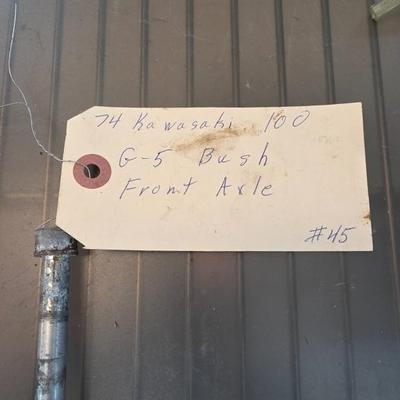 74 Kawasaki 100
G-5 Bush
Front Axle
#45